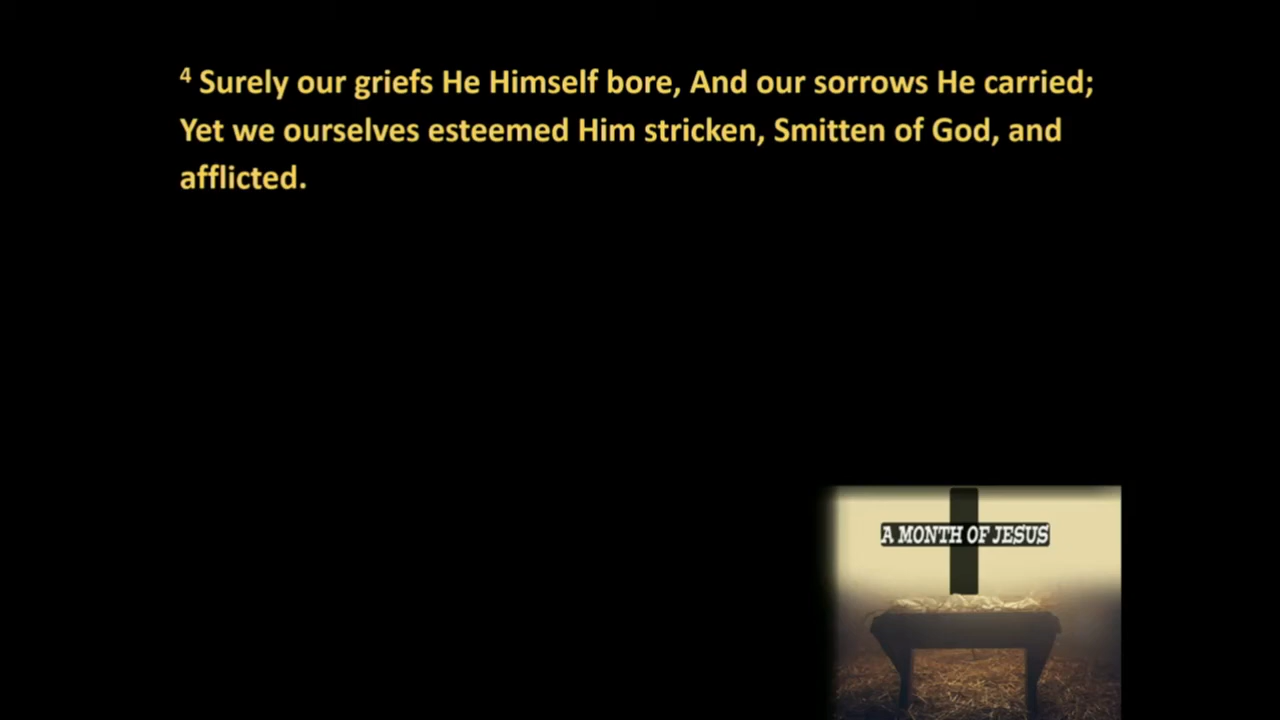 4 Surely our griefs He Himself bore, And our sorrows He carried;
Yet we ourselves esteemed Him stricken, Smitten of God, and
afflicted.
A MONTH OF JESUS